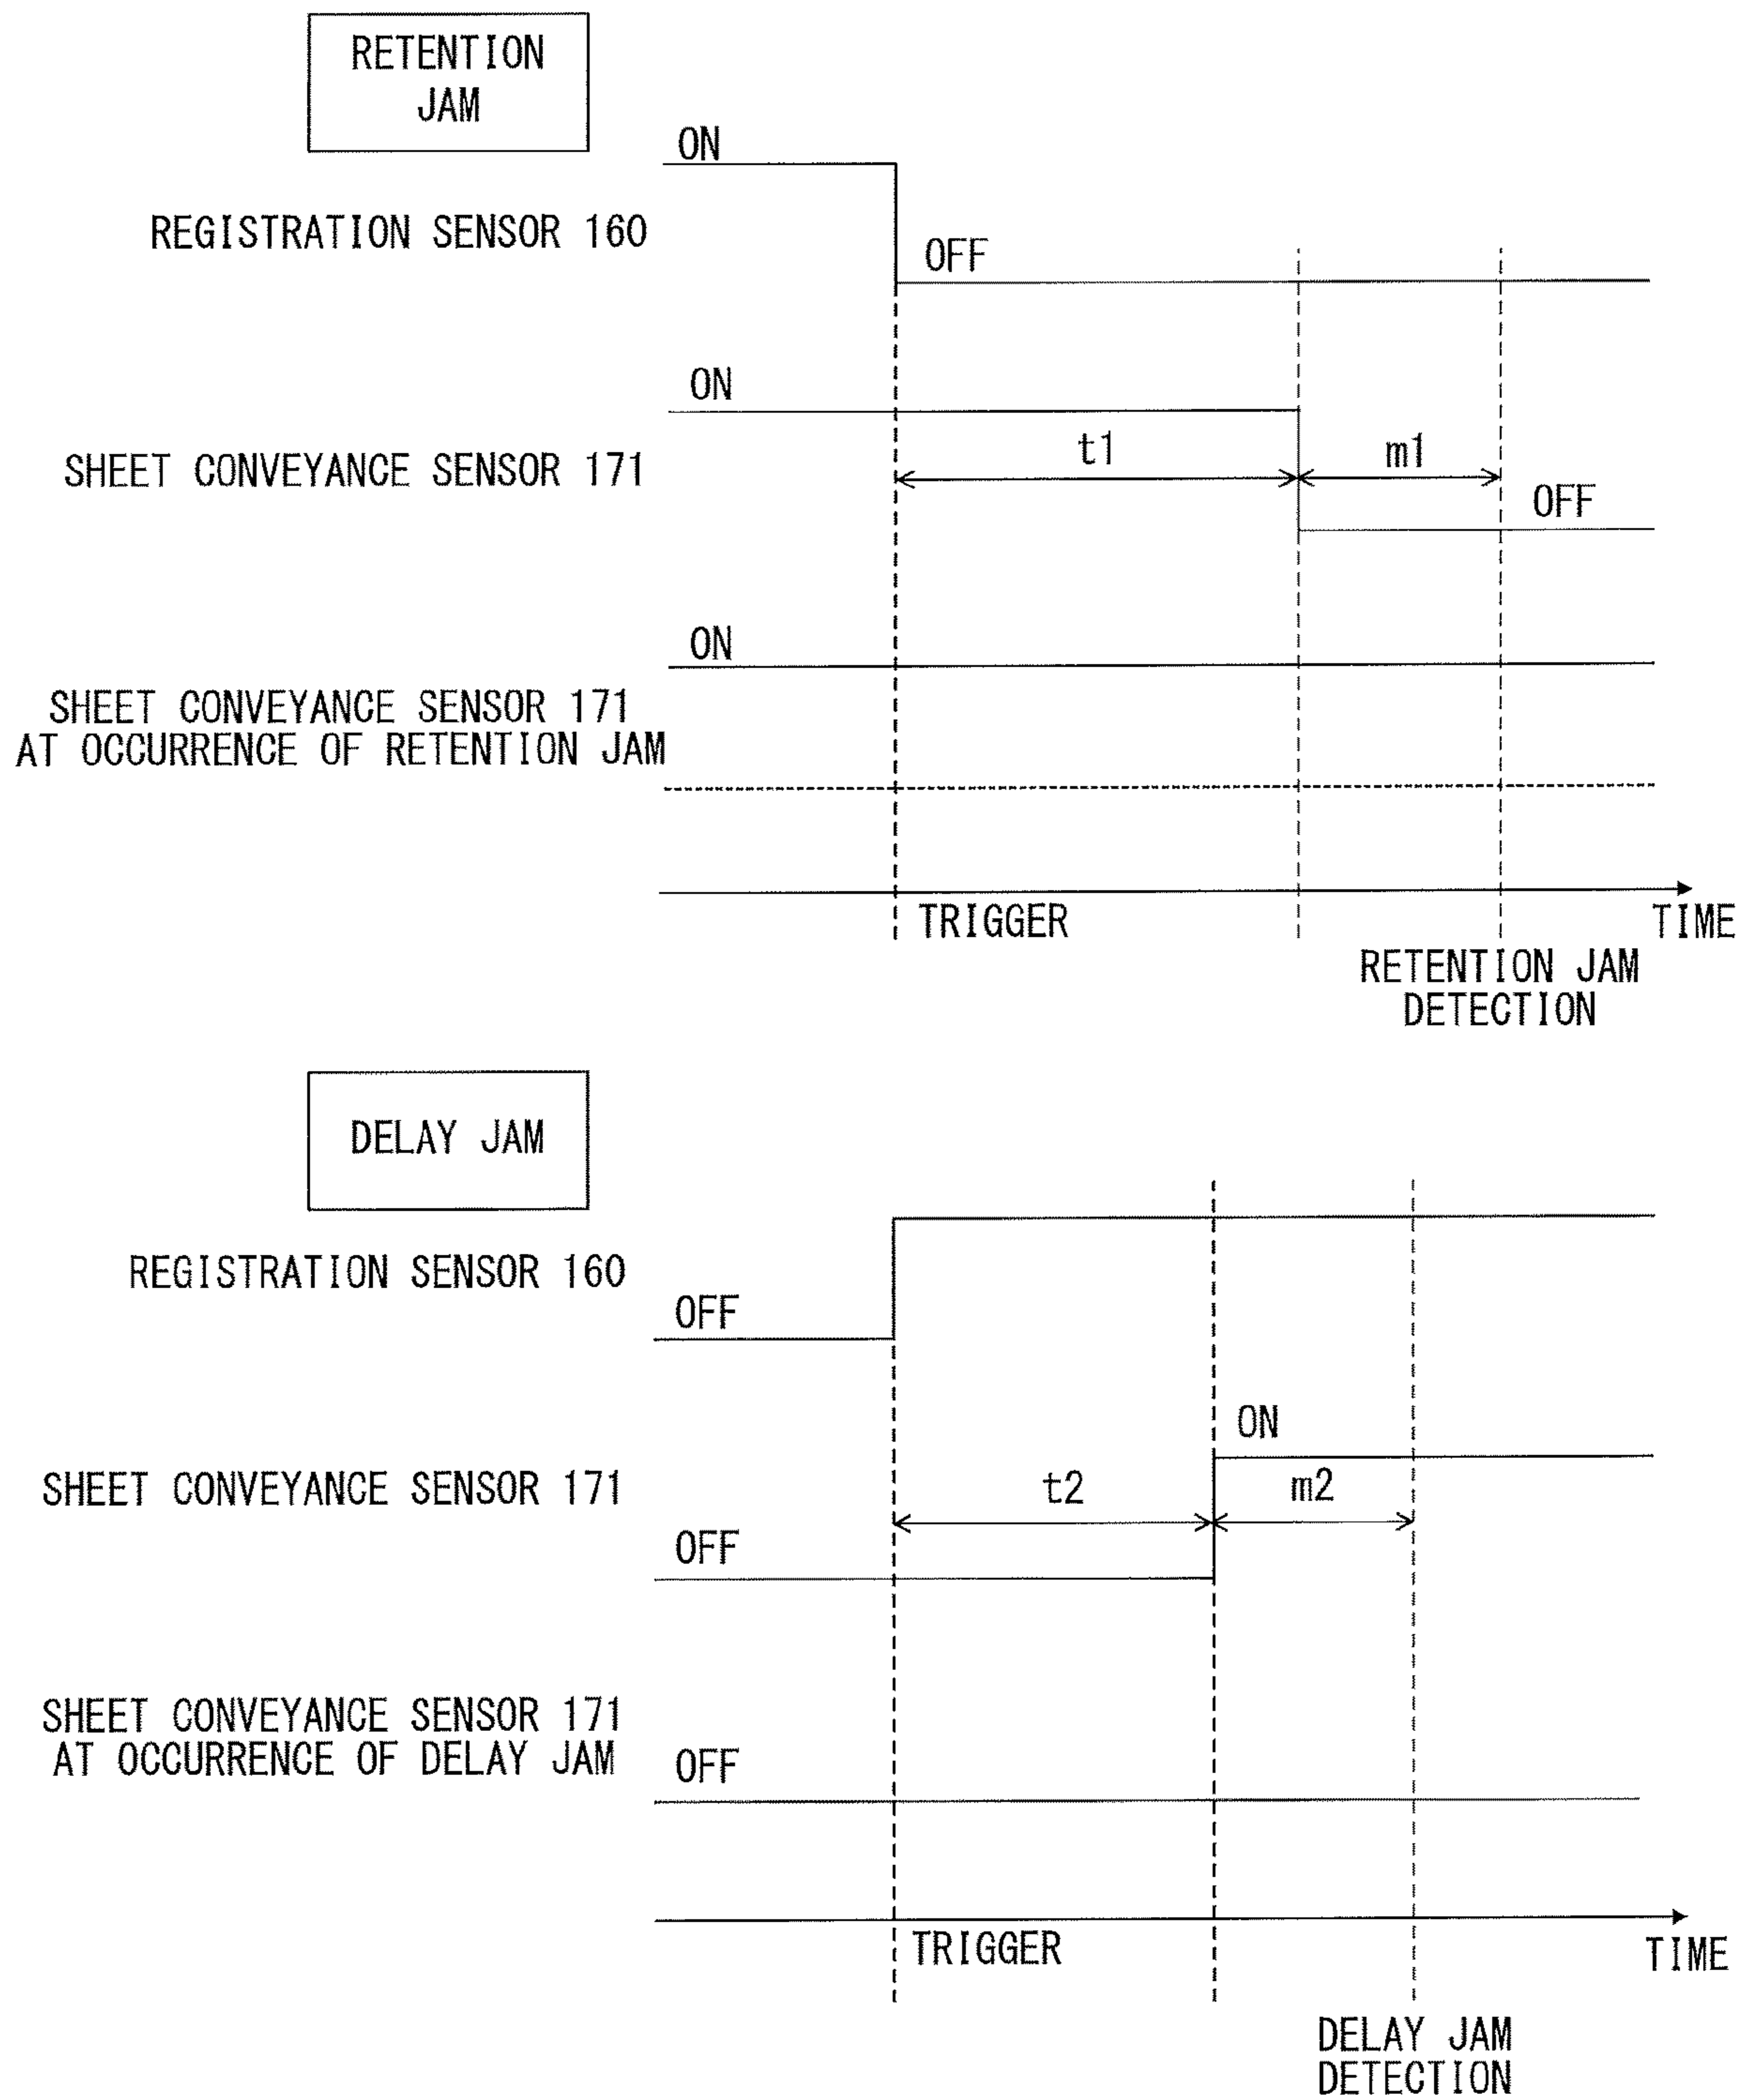 RETENTION
JAM
ON
REGISTRATION SENSOR 160
OFF
ON
t1
m1
SHEET CONVEYANCE SENSOR 171
OFF
ON
SHEET CONVEYANCE SENSOR 171
AT OCCURRENCE OF RETENTION JAM
TRIGGER
TIME
RETENTION JAM
DETECTION
DELAY JAM
REGISTRATION SENSOR 160
OFF
ON
SHEET CONVEYANCE SENSOR 171
t2
m2
OFF
SHEET CONVEYANCE SENSOR 171
AT OCCURRENCE OF DELAY JAM
OFF
TRIGGER
TIME
DELAY JAM
DETECTION